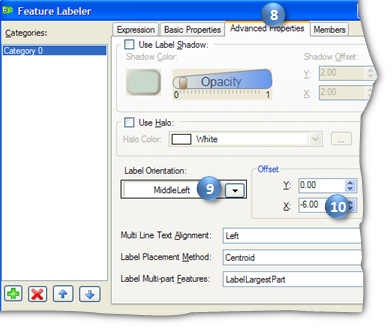 Feature Labeler
8
Categories:
Category 0
Expression Basic Properties Advanced Properties Members
Use Label Shadow:
Shadow Color: Shadow Offset:
Opacity
0 1
Y: 2.00
X: 2.00
Use Halo:
Halo Color: White ...
Label Orientation:
MiddleLeft 9
Offset
Y: 0.00
X: -6.00 10
Multi Line Text Alignment: Left
Label Placement Method: Centroid
Label Multi-part Features: LabelLargestPart